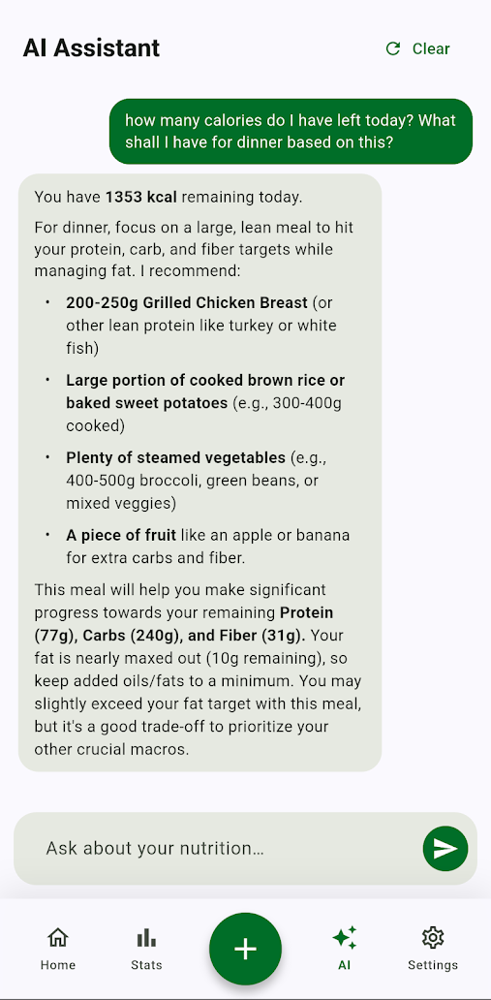 AI Assistant
Clear
how many calories do I have left today? What
shall I have for dinner based on this?
You have 1353 kcal remaining today.
For dinner, focus on a large, lean meal to hit
your protein, carb, and fiber targets while
managing fat. I recommend:
• 200-250g Grilled Chicken Breast (or
other lean protein like turkey or white
fish)
• Large portion of cooked brown rice or
baked sweet potatoes (e.g., 300-400g
cooked)
• Plenty of steamed vegetables (e.g.,
400-500g broccoli, green beans, or
mixed veggies)
• A piece of fruit like an apple or banana
for extra carbs and fiber.
This meal will help you make significant
progress towards your remaining Protein
(77g), Carbs (240g), and Fiber (31g). Your
fat is nearly maxed out (10g remaining), so
keep added oils/fats to a minimum. You may
slightly exceed your fat target with this meal,
but it's a good trade-off to prioritize your
other crucial macros.
Ask about your nutrition...
Home
Stats
AI
Settings